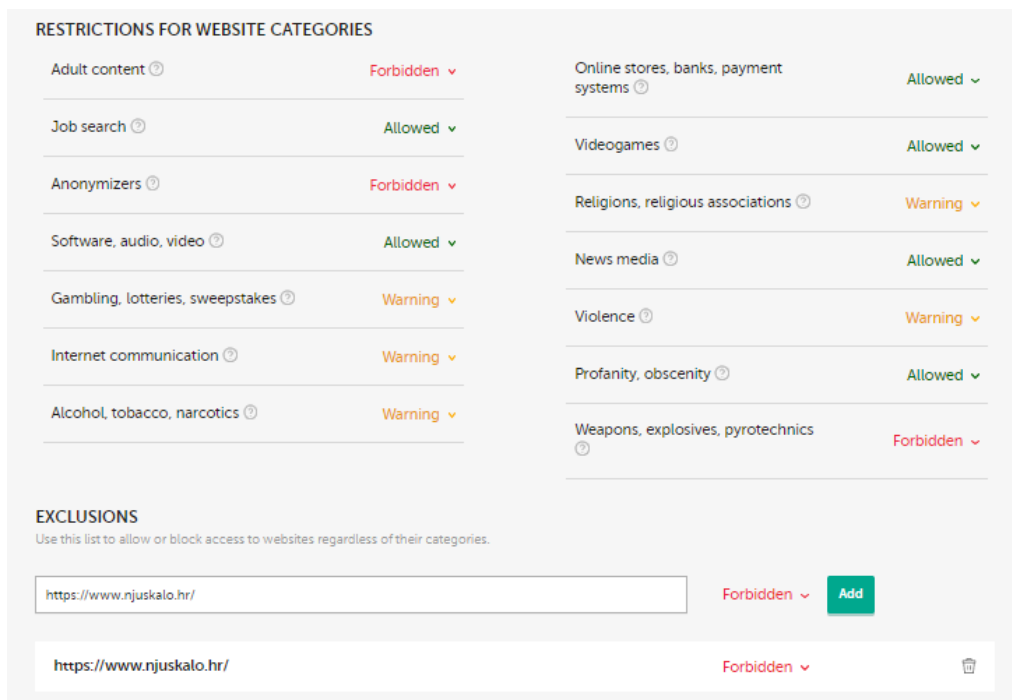 RESTRICTIONS FOR WEBSITE CATEGORIES
Adult content Forbidden
Job search Allowed
Anonymizers Forbidden
Software, audio, video Allowed
Gambling, lotteries, sweepstakes Warning
Internet communication Warning
Alcohol, tobacco, narcotics Warning
Online stores, banks, payment
systems Allowed
Videogames Allowed
Religions, religious associations Warning
News media Allowed
Violence Warning
Profanity, obscenity Allowed
Weapons, explosives, pyrotechnics
Forbidden
EXCLUSIONS
Use this list to allow or block access to websites regardless of their categories.
https://www.njuskalo.hr/ Forbidden Add
https://www.njuskalo.hr/ Forbidden